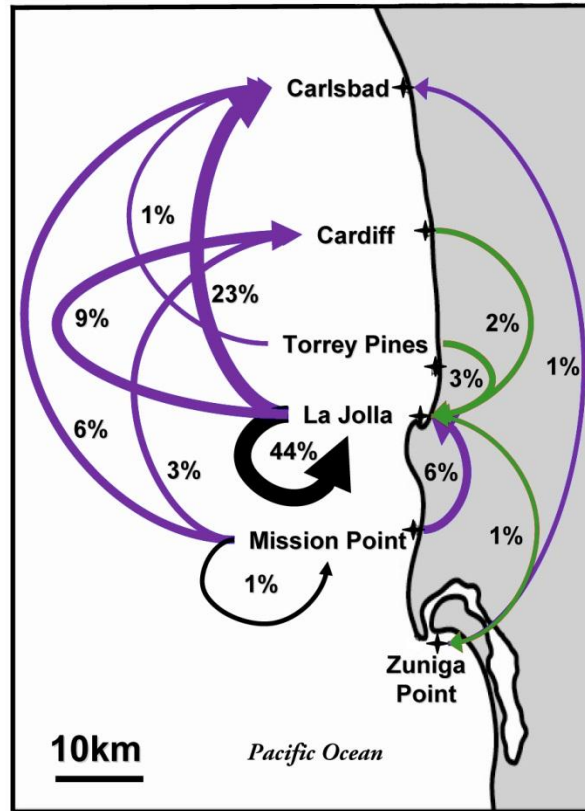 Carlsbad
1%
Cardiff
23%
9%
2%
Torrey Pines
3%
1%
La Jolla
6%
44%
3%
6%
Mission Point
1%
1%
Zuniga
Point
10km
Pacific Ocean